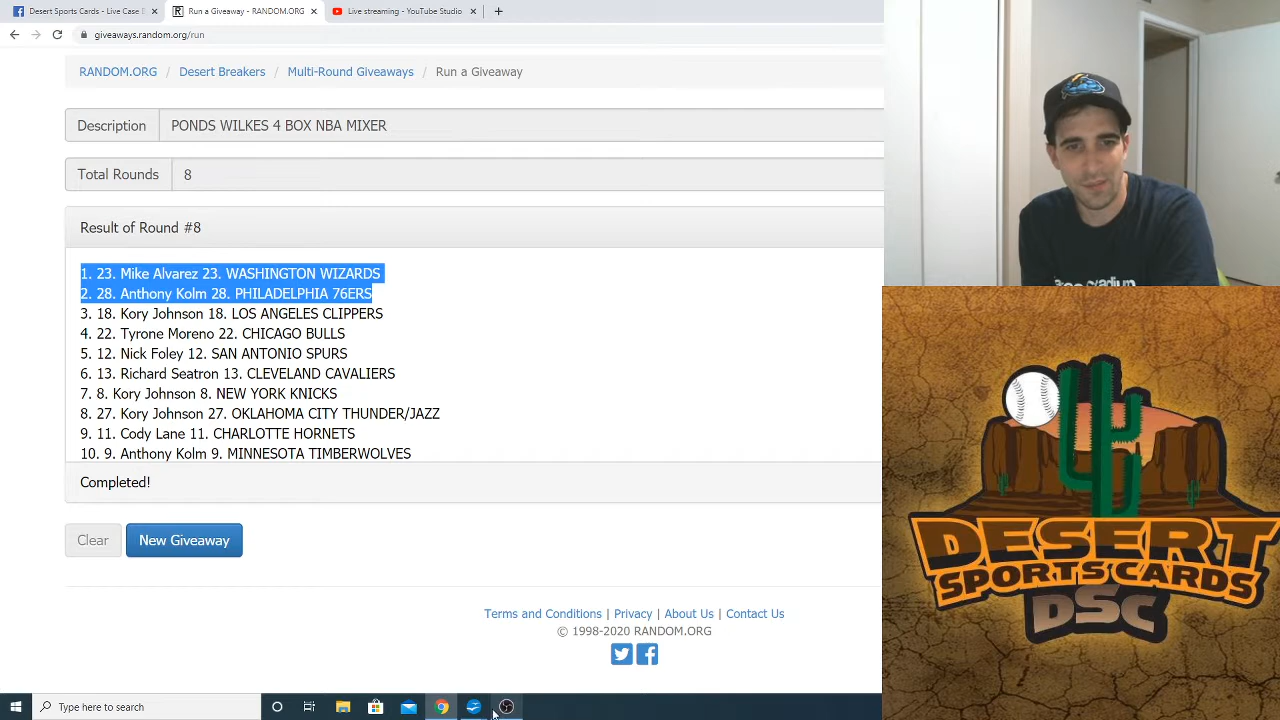 Desert Sports Cards - Live Case
Run a Giveaway - RANDOM.ORG
Live streaming - YouTube Studio
giveaways.random.org/run
RANDOM.ORG / Desert Breakers / Multi-Round Giveaways / Run a Giveaway
Description PONDS WILKES 4 BOX NBA MIXER
Total Rounds 8
Result of Round #8
1. 23. Mike Alvarez 23. WASHINGTON WIZARDS
2. 28. Anthony Kolm 28. PHILADELPHIA 76ERS
3. 18. Kory Johnson 18. LOS ANGELES CLIPPERS
4. 22. Tyrone Moreno 22. CHICAGO BULLS
5. 12. Nick Foley 12. SAN ANTONIO SPURS
6. 13. Richard Seatron 13. CLEVELAND CAVALIERS
7. 8. Kory Johnson 8. NEW YORK KNICKS
8. 27. Kory Johnson 27. OKLAHOMA CITY THUNDER/JAZZ
9. 11. Cody Lane 11. CHARLOTTE HORNETS
10. 9. Anthony Kolm 9. MINNESOTA TIMBERWOLVES
Completed!
Clear New Giveaway
Terms and Conditions | Privacy | About Us | Contact Us
© 1998-2020 RANDOM.ORG
Type here to search
DESERT
SPORTS CARDS
DSC